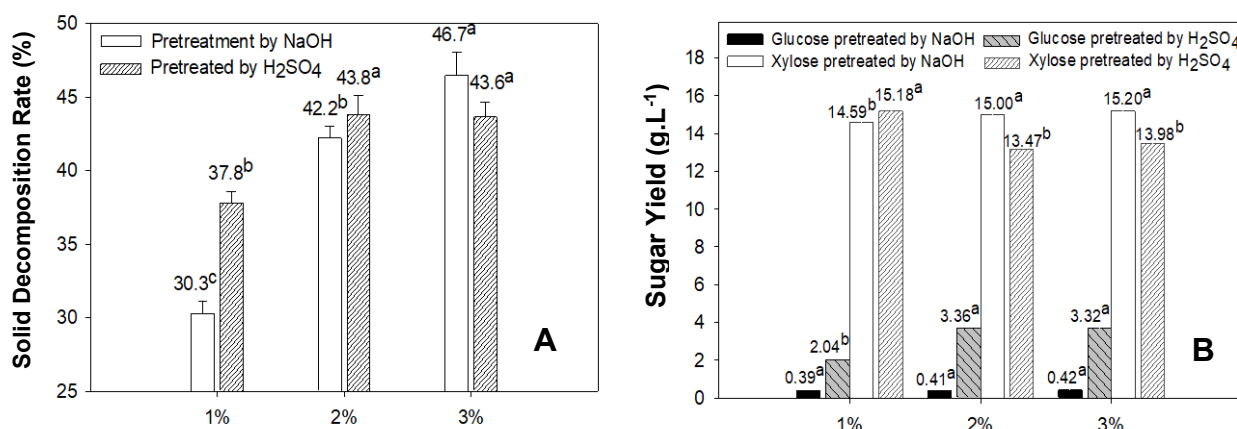 Solid Decomposition Rate (%)
50
45
40
35
30
25
Pretreatment by NaOH
Pretreated by H₂SO₄
30.3c
37.8b
42.2b
43.8a
46.7a
43.6a
A
1%
2%
3%
Sugar Yield (g.L⁻¹)
18
16
14
12
10
8
6
4
2
0
Glucose pretreated by NaOH
Glucose pretreated by H₂SO₄
Xylose pretreated by NaOH
Xylose pretreated by H₂SO₄
0.39a
2.04b
14.59b
15.18a
0.41a
3.36a
15.00a
13.47b
0.42a
3.32a
15.20a
13.98b
B
1%
2%
3%